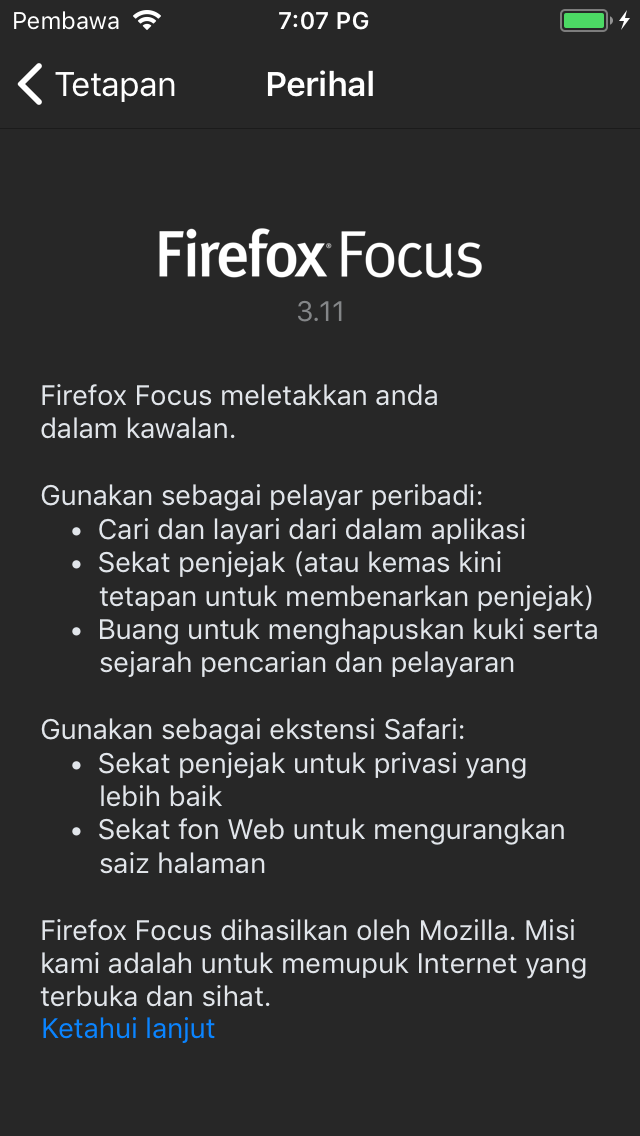 Pembawa 7:07 PG
Tetapan Perihal
Firefox Focus
3.11
Firefox Focus meletakkan anda
dalam kawalan.
Gunakan sebagai pelayar peribadi:
• Cari dan layari dari dalam aplikasi
• Sekat penjejak (atau kemas kini
tetapan untuk membenarkan penjejak)
• Buang untuk menghapuskan kuki serta
sejarah pencarian dan pelayaran
Gunakan sebagai ekstensi Safari:
• Sekat penjejak untuk privasi yang
lebih baik
• Sekat fon Web untuk mengurangkan
saiz halaman
Firefox Focus dihasilkan oleh Mozilla. Misi
kami adalah untuk memupuk Internet yang
terbuka dan sihat.
Ketahui lanjut